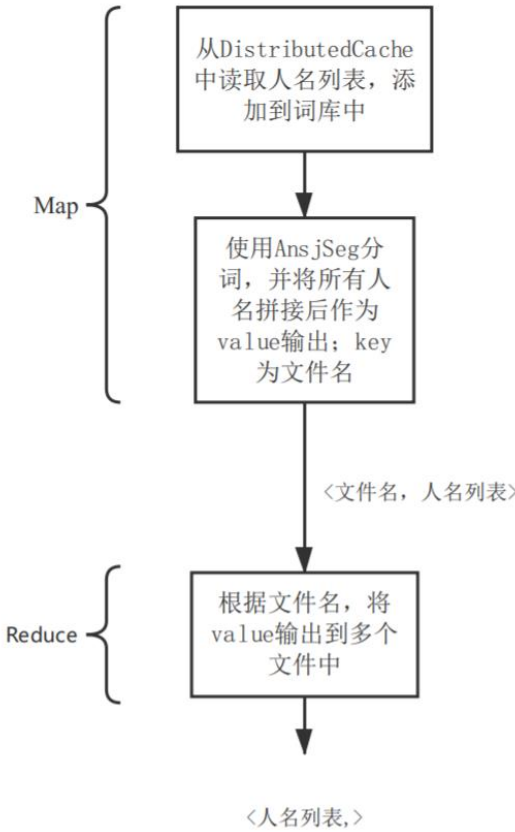 从DistributedCache
中读取人名列表，添
加到词库中
Map
使用AnsjSeg分
词，并将所有人
名拼接后作为
value输出；key
为文件名
<文件名，人名列表>
根据文件名，将
value输出到多个
文件中
Reduce
<人名列表,>